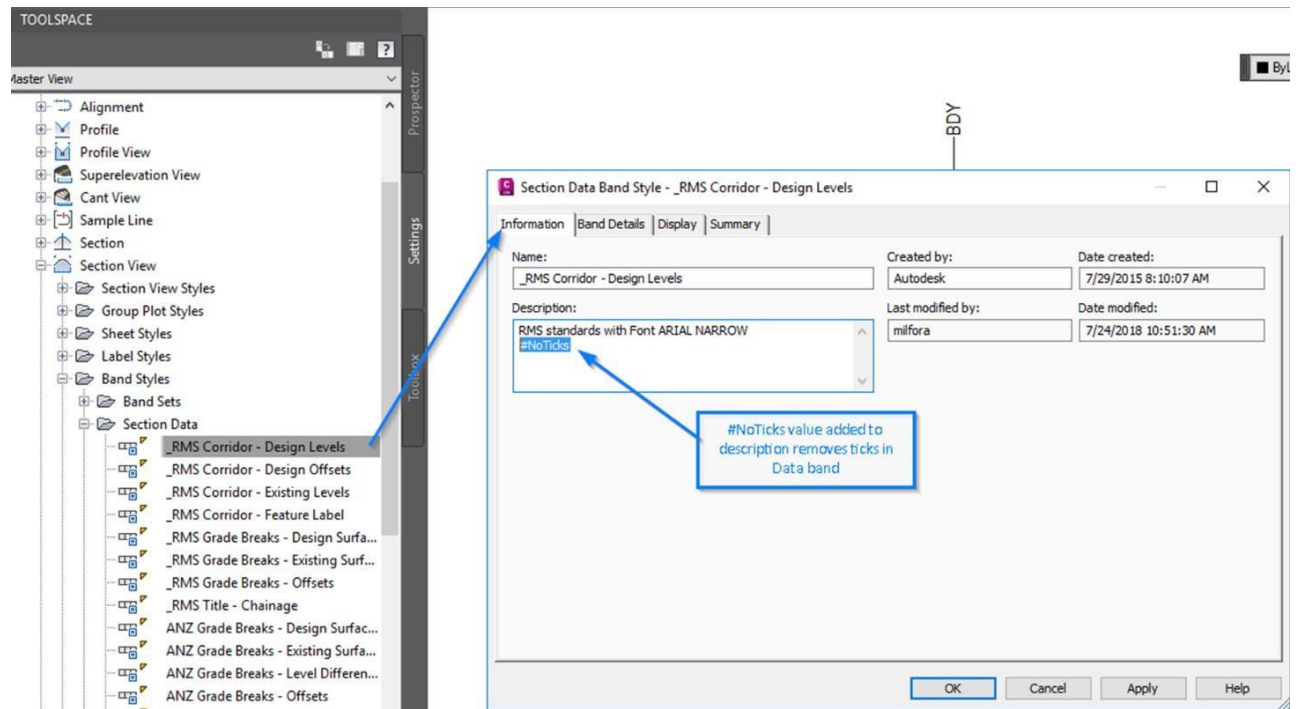 TOOLSPACE
?
Master View
Alignment
Profile
Profile View
Superelevation View
Cant View
Sample Line
Section
Section View
Section View Styles
Group Plot Styles
Sheet Styles
Label Styles
Band Styles
Band Sets
Section Data
_RMS Corridor - Design Levels
_RMS Corridor - Design Offsets
_RMS Corridor - Existing Levels
_RMS Corridor - Feature Label
_RMS Grade Breaks - Design Surfa...
_RMS Grade Breaks - Existing Surf...
_RMS Grade Breaks - Offsets
_RMS Title - Chainage
ANZ Grade Breaks - Design Surfac...
ANZ Grade Breaks - Existing Surfa...
ANZ Grade Breaks - Level Differen...
ANZ Grade Breaks - Offsets
Prospector
Settings
Toolbox
ByL
BDY
Section Data Band Style - _RMS Corridor - Design Levels
Information Band Details Display Summary
Name: Created by: Date created:
_RMS Corridor - Design Levels Autodesk 7/29/2015 8:10:07 AM
Description: Last modified by: Date modified:
RMS standards with Font ARIAL NARROW milfora 7/24/2018 10:51:30 AM
#NoTicks
#NoTicks value added to
description removes ticks in
Data band
OK Cancel Apply Help